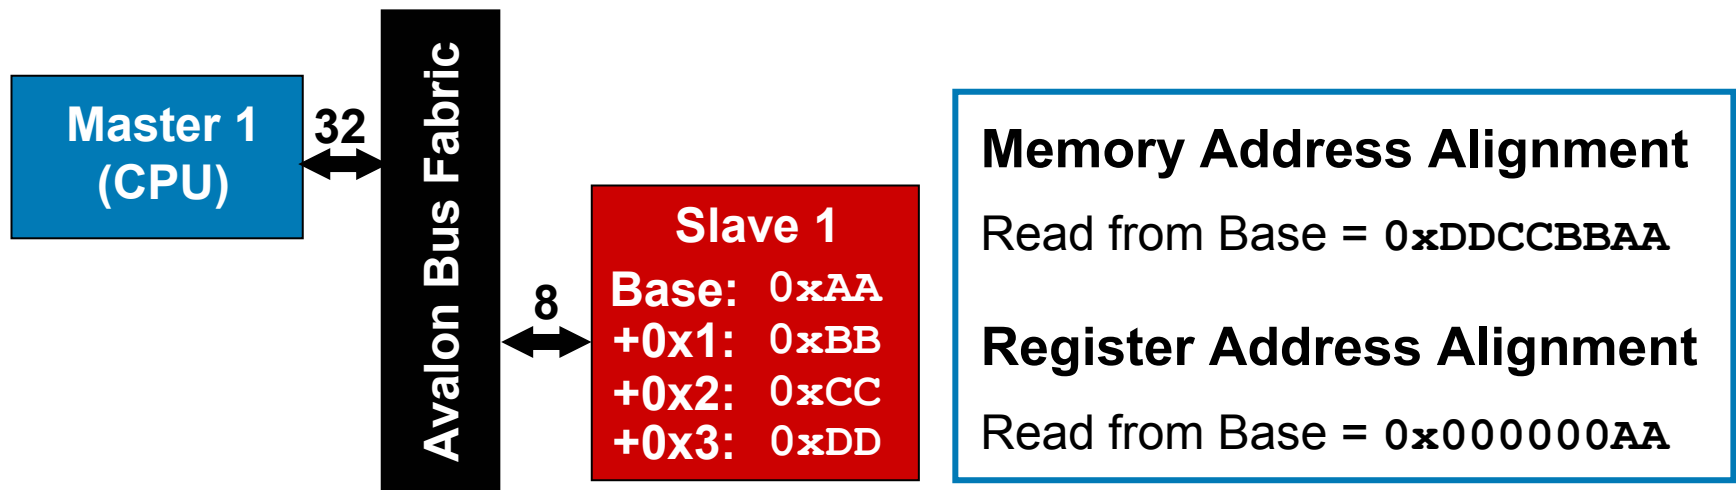 Master 1
(CPU)
32
Avalon Bus Fabric
8
Slave 1
Base: 0xAA
+0x1: 0xBB
+0x2: 0xCC
+0x3: 0xDD
Memory Address Alignment
Read from Base = 0xDDCCBBAA
Register Address Alignment
Read from Base = 0x000000AA